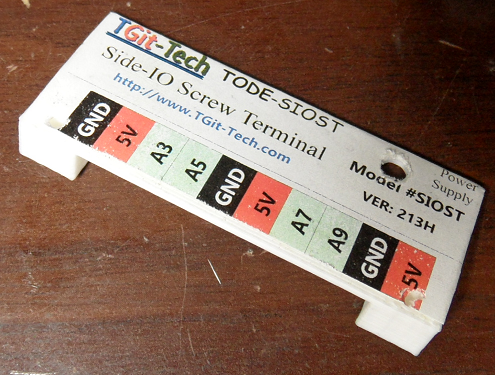 TGit-Tech TODE-SIOST
Side-IO Screw Terminal
http://www.TGit-Tech.com
Power
Supply
Model #SIOST
VER: 213H
GND 5V A3 A5 GND 5V A7 A9 GND 5V